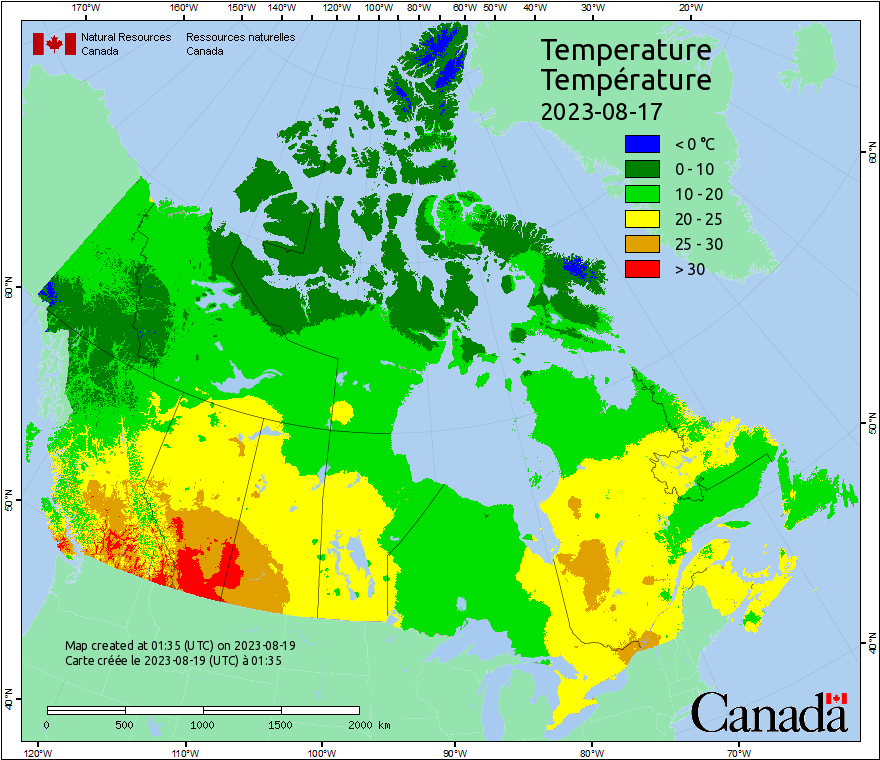 170°W 160°W 150°W 140°W 120°W 100°W 80°W 60°W 50°W 40°W 30°W 20°W
Natural Resources Canada
Ressources naturelles Canada
Temperature
Température
2023-08-17
< 0 °C
0 - 10
10 - 20
20 - 25
25 - 30
> 30
60°N
50°N
40°N
60°N
50°N
40°N
Map created at 01:35 (UTC) on 2023-08-19
Carte créée le 2023-08-19 (UTC) à 01:35
0 500 1000 1500 2000 km
Canada
120°W 110°W 100°W 90°W 80°W 70°W